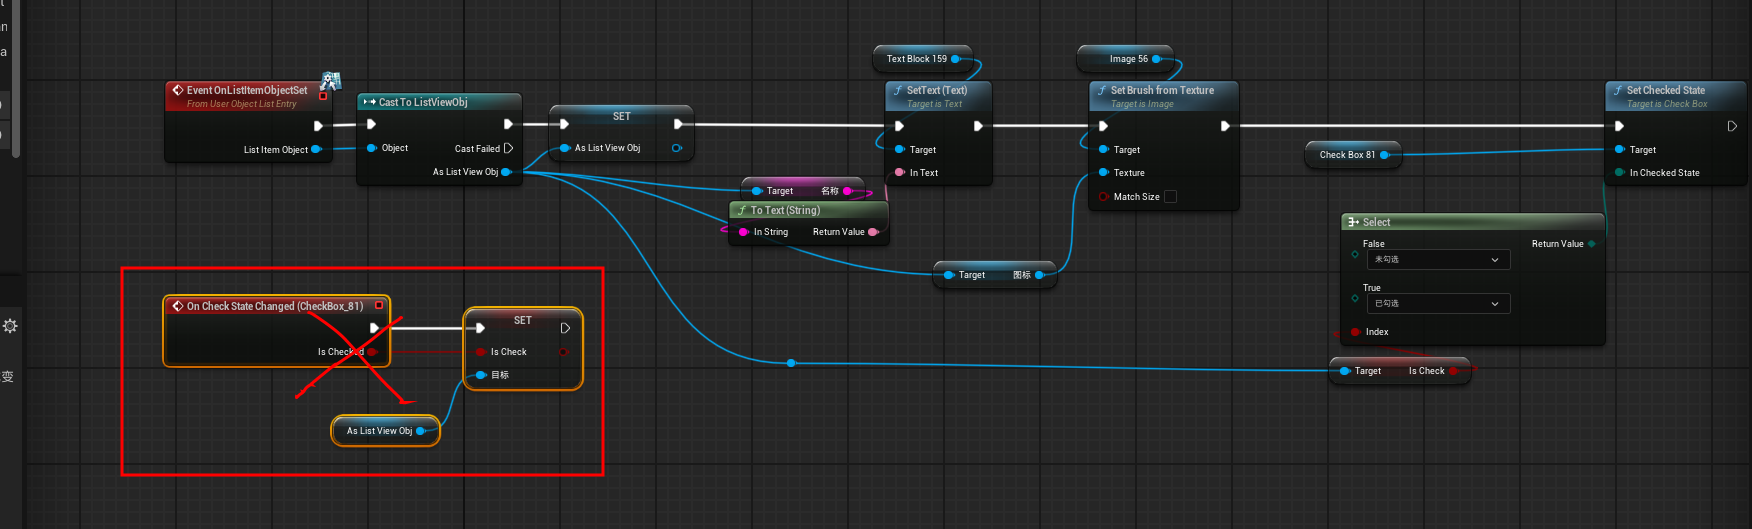 Text Block 159
Image 56
Event OnListItemObjectSet
From User Object List Entry
List Item Object
Cast To ListViewObj
Object
Cast Failed
As List View Obj
SET
As List View Obj
SetText (Text)
Target is Text
Target
In Text
Set Brush from Texture
Target is Image
Target
Texture
Match Size
Set Checked State
Target is Check Box
Target
In Checked State
Check Box 81
Target 名称
To Text (String)
In String Return Value
Target 图标
Select
False
Return Value
未勾选
True
已勾选
Index
Target Is Check
On Check State Changed (CheckBox_81)
Is Checked
SET
Is Check
目标
As List View Obj
变